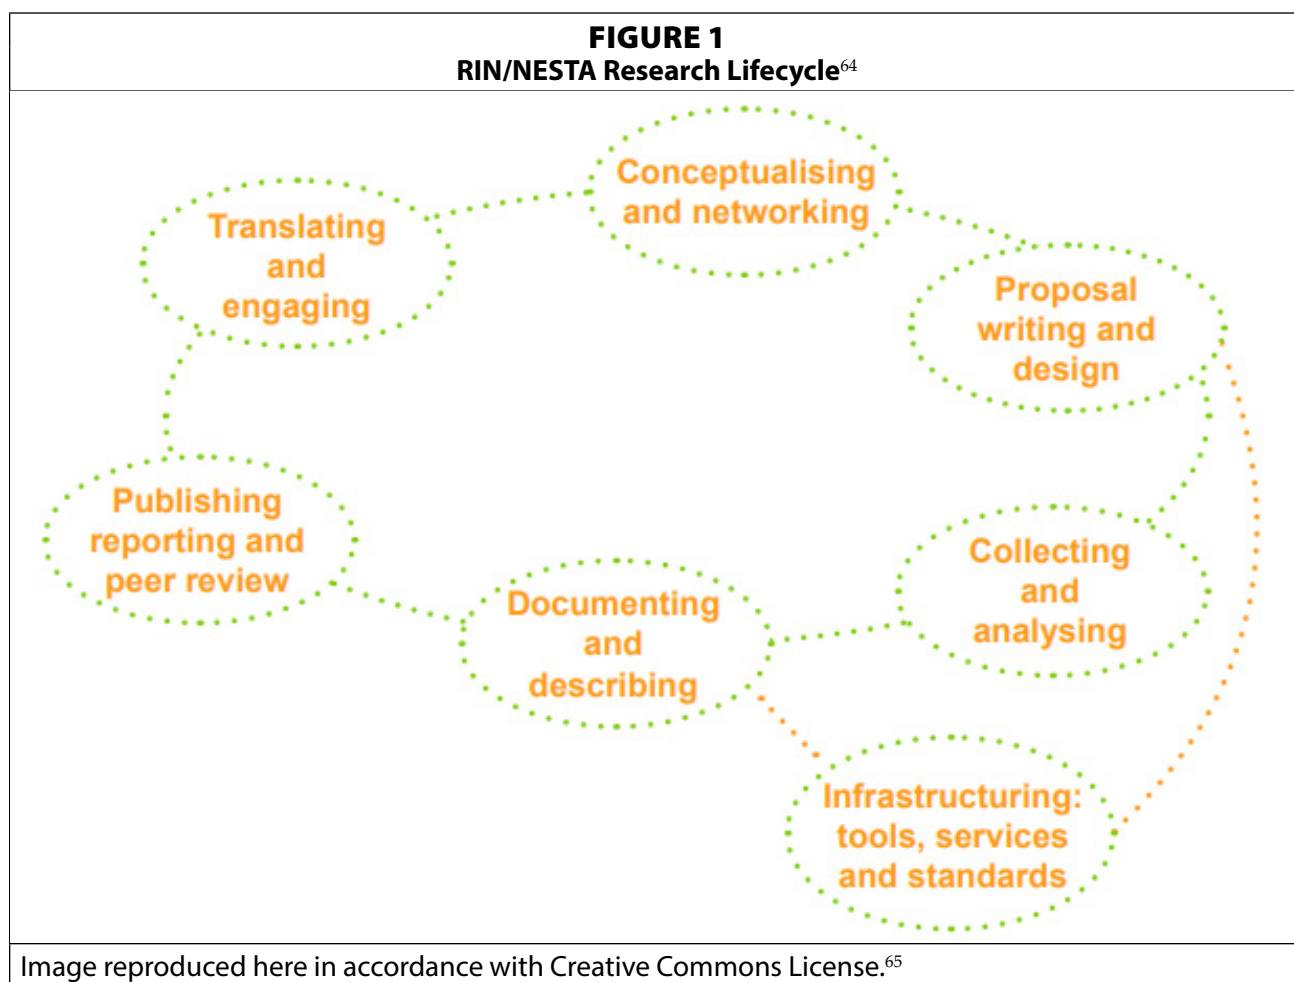 FIGURE 1
RIN/NESTA Research Lifecycle64
Conceptualising
and networking
Translating
and
engaging
Proposal
writing and
design
Publishing
reporting and
peer review
Collecting
and
analysing
Documenting
and
describing
Infrastructuring:
tools, services
and standards
Image reproduced here in accordance with Creative Commons License.65